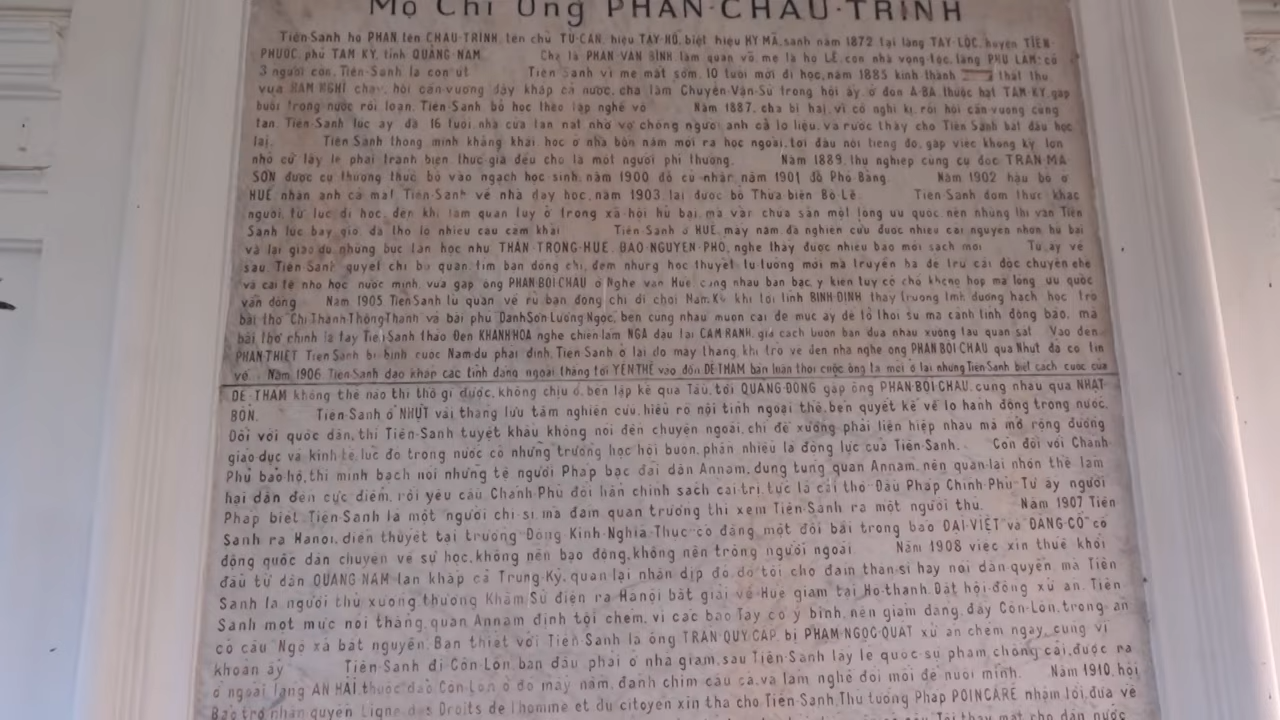 Mộ Chí Ông PHAN·CHÂU·TRINH
Tiên-Sanh họ PHAN, tên CHÂU-TRINH, tên chữ TỬ-CÁN, hiệu TÂY-HỒ, biệt hiệu HY MÃ, sanh năm 1872 tại làng TÂY-LỘC, huyện TIÊN-
PHƯỚC, phủ TAM KỲ, tỉnh QUẢNG NAM. Cha là PHAN-VĂN BÌNH làm quan võ, mẹ là họ LÊ, con nhà vọng tộc, làng PHÚ LÂM; có
3 người con, Tiên-Sanh là con út Tiên Sanh vì mẹ mất sớm, 10 tuổi mới đi học, năm 1885 kinh thành thất thủ
vua HÀM NGHI chạy, hội cần-vương dậy khắp cả nước, cha làm Chuyển-Vận-Sứ trong hội ấy, ở đồn A-BÁ thuộc hạt TAM KỲ, gặp
buổi trong nước rối loạn, Tiên-Sanh bỏ học theo tập nghề võ Năm 1887, cha bị hại, vì có nghi kị, rồi hội cần-vương cũng
tan. Tiên-Sanh lúc ấy đã 16 tuổi nhà cửa tan nát nhờ vợ chồng người anh cả lo liệu, và rước thầy cho Tiên Sanh bắt đầu học
lại. Tiên-Sanh thông minh khẳng khái học ở nhà bốn năm mới ra học ngoài, tới đâu nổi tiếng đó, gặp việc không kỳ lớn
nhỏ cứ lấy lẽ phải tranh biện, thức giả đều cho là một người phi thường. Năm 1889, thụ nghiệp cùng cụ đốc TRẦN-MÃ
SƠN được cụ thưởng thức bổ vào ngạch học sinh, năm 1900 đỗ cử nhân, năm 1901 đỗ Phó Bảng. Năm 1902 hậu bổ ở
HUẾ, nhân anh cả mất, Tiên-Sanh về nhà dạy học, năm 1903, lại được bổ Thừa biện Bộ Lễ. Tiên-Sanh đởm thức khác
người, từ lúc đi học, đến khi làm quan tuy ở trong xã-hội hủ bại, mà vẫn chứa sẵn một lòng ưu quốc, nên những thi văn Tiên
Sanh lúc bấy giờ, đã thò lộ nhiều câu cảm khái Tiên-Sanh ở HUẾ, mấy năm, đã nghiên cứu được nhiều cái nguyên nhơn hủ bại
và lại giao du những bực tân học như THÂN-TRỌNG-HUỀ, ĐÀO NGUYÊN-PHỔ, nghe thấy được nhiều báo mới sách mới Từ ấy về
sau, Tiên-Sanh quyết chí bỏ quan, tìm bạn đồng chí, đem những học thuyết tư tưởng mới mà truyền bá để trừ cái độc chuyên chế
và cái tệ nho học nước mình, vừa gặp ông PHAN-BỘI-CHÂU ở Nghệ vào Huế, cùng nhau bàn bạc, ý kiến tuy có chỗ không hợp mà lòng ưu quốc
vẫn đồng. Năm 1905 Tiên-Sanh từ quan về rủ bạn đồng chí đi chơi Nam-Kỳ khi tới tỉnh BÌNH-ĐỊNH thấy trường tỉnh đương hạch học trò
bài thơ "Chí Thành Thông Thánh" và bài phú "Danh Sơn Lương Ngọc", bèn cùng nhau mượn cái đề mục ấy để tỏ thời sự mà cảnh tỉnh đồng bào, mà
bài thơ chính là tay Tiên-Sanh thảo Đến KHÁNH-HÒA nghe chiến-lãm NGA đậu tại CAM RANH, giả cách buôn bán đưa nhau xuống tàu quan sát Vào đến
PHAN-THIẾT Tiên-Sanh bị bịnh cuộc Nam-du phải đình, Tiên-Sanh ở lại đó mấy tháng, khi trở về đến nhà nghe ông PHAN BỘI CHÂU qua Nhựt đã có tin
về Năm 1906 Tiên-Sanh dạo khắp các tỉnh đàng ngoài tháng tới YÊN-THẾ vào đồn ĐỀ-THÁM bàn luận thời cuộc ông ta mời ở lại nhưng Tiên-Sanh biết cách cuộc của
ĐỀ THÁM không thể nào thi thố gì được, không chịu ở, bèn lập kế qua Tàu, tới QUẢNG-ĐÔNG gặp ông PHAN-BỘI-CHÂU, cùng nhau qua NHẬT
BỔN. Tiên-Sanh ở NHỰT vài tháng lưu tâm nghiên cứu, hiểu rõ nội tình ngoại thế, bèn quyết kế về lo hành động trong nước.
Đối với quốc dân, thì Tiên-Sanh tuyệt khẩu không nói đến chuyện ngoài, chỉ đề xướng phải liên hiệp nhau mà mở rộng đường
giáo dục và kinh tế, lúc đó trong nước có những trường học hội buôn, phần nhiều là động lực của Tiên-Sanh. Còn đối với Chánh
Phủ bảo hộ, thì minh bạch nói những tệ người Pháp bạc đãi dân Annam, dung túng quan Annam, nên quan-lại nhơn thế làm
hại dân đến cực điểm, rồi yêu cầu Chánh-Phủ đổi hẳn chính sách cai-trị, tức là cái thơ "Đầu Pháp Chính-Phủ" Từ ấy người
Pháp biết Tiên-Sanh là một người chí-sĩ, mà đám quan trường thì xem Tiên-Sanh ra một người thù. Năm 1907 Tiên
Sanh ra Hanoi, diễn thuyết tại trường Đông Kinh-Nghĩa-Thục có đăng một đôi bài trong báo ĐẠI-VIỆT và "ĐĂNG-CỔ" cổ
động quốc dân chuyên về sự học, không nên bạo động, không nên trông người ngoài. Năm 1908 việc xin thuế khởi
đầu từ dân QUẢNG NAM lan khắp cả Trung-Kỳ, quan lại nhân dịp đó đổ tội cho đám thân-sĩ hay nói dân-quyền, mà Tiên
Sanh là người thủ xướng thượng Khâm Sứ điện ra Hànội bắt giải về Huế giam tại Hộ-thành. Đặt hội-đồng xử án, Tiên
Sanh một mực nói thẳng, quan Annam định tội chém, vì các báo Tây có ý bình, nên giảm đẳng, đày Côn-Lôn, trong án
có câu "Ngộ xá bất nguyên. Bạn thiết với Tiên-Sanh là ông TRẦN QUÝ-CÁP, bị PHẠM-NGỌC-QUÁT xử án chém ngay, cũng vì
khoản ấy Tiên-Sanh đi Côn-Lôn, ban đầu phải ở nhà giam, sau Tiên-Sanh lấy lẽ quốc-sự phạm chống cãi, được ra
ở ngoài làng AN HẢI, thuộc đảo Côn-Lôn ở đó mấy năm, đánh chim câu cá, và làm nghề đồi mồi để nuôi mình. Năm 1910, hội
Bảo trợ nhân quyền Ligne des Droits de l'homme et du citoyen xin tha cho Tiên-Sanh, Thủ tướng Pháp POINCARÉ nhậm lời, đưa về